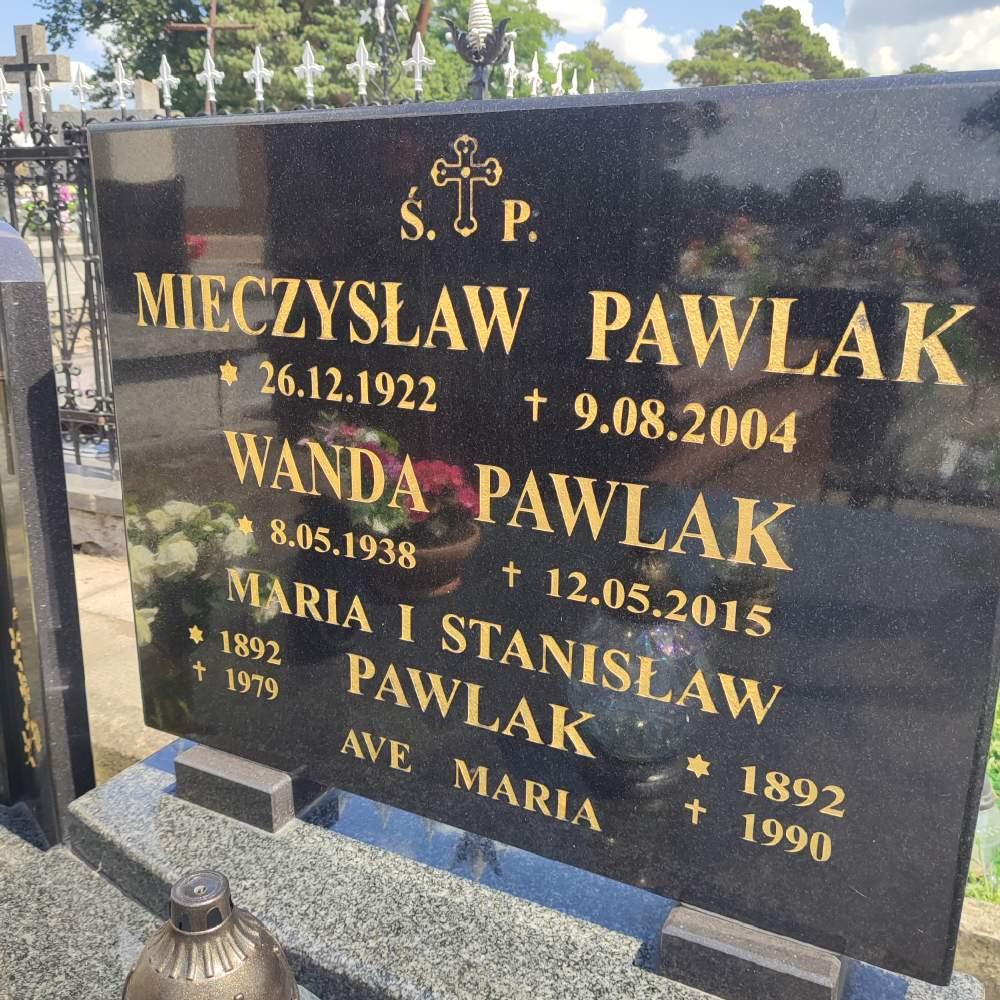 Ś. P.
MIECZYSŁAW PAWLAK
* 26.12.1922 † 9.08.2004
WANDA PAWLAK
* 8.05.1938 † 12.05.2015
MARIA I STANISŁAW
PAWLAK
* 1892
† 1979
* 1892
† 1990
AVE MARIA